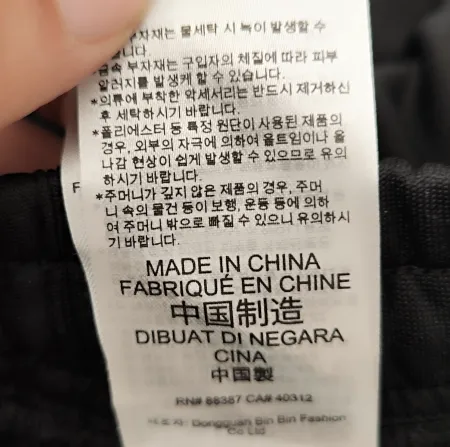 부자재는 물세탁 시 녹이 발생할 수
니다.
금속 부자재는 구입자의 체질에 따라 피부
알러지를 발생케 할 수 있습니다.
*의류에 부착한 악세서리는 반드시 제거하신
후 세탁하시기 바랍니다.
*폴리에스터 등 특정 원단이 사용된 제품의
경우, 외부의 자극에 의하여 올트임이나 올
나감 현상이 쉽게 발생할 수 있으므로 유의
하시기 바랍니다.
*주머니가 깊지 않은 제품의 경우, 주머
니 속의 물건 등이 보행, 운동 등에 의하
여 주머니 밖으로 빠질 수 있으니 유의하시
기 바랍니다.
MADE IN CHINA
FABRIQUÉ EN CHINE
中国制造
DIBUAT DI NEGARA
CINA
中國製
RN# 88387 CA# 40312
Dongguan Bin Bin Fashion
Co Ltd